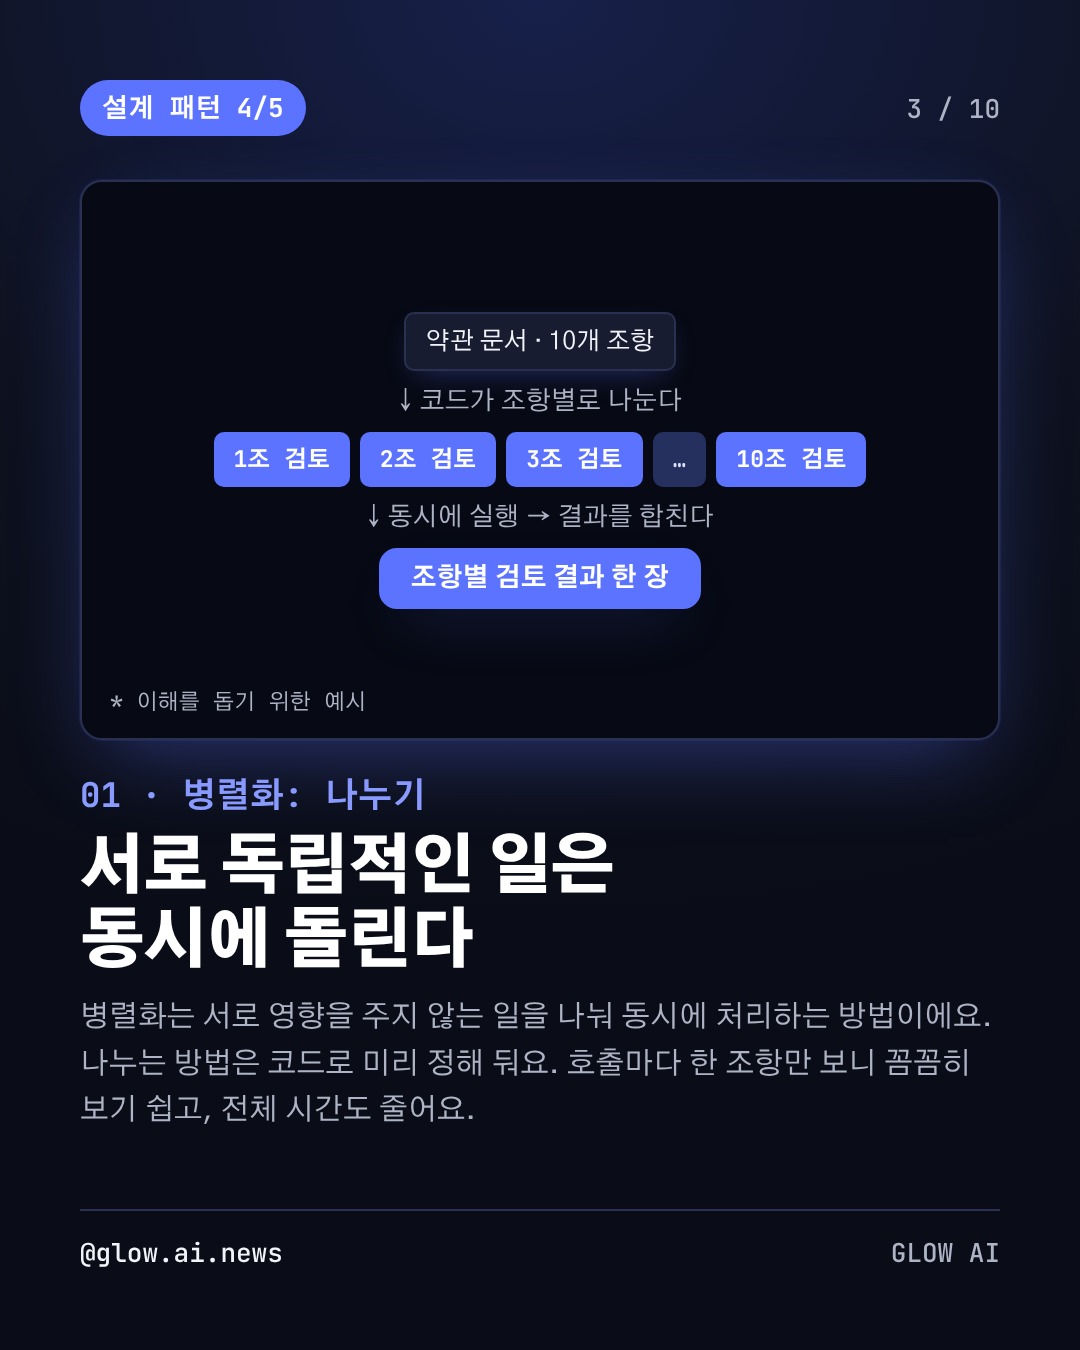 설계 패턴 4/5
3 / 10
약관 문서 · 10개 조항
↓ 코드가 조항별로 나눈다
1조 검토 2조 검토 3조 검토 … 10조 검토
↓ 동시에 실행 → 결과를 합친다
조항별 검토 결과 한 장
* 이해를 돕기 위한 예시
01 · 병렬화: 나누기
서로 독립적인 일은
동시에 돌린다
병렬화는 서로 영향을 주지 않는 일을 나눠 동시에 처리하는 방법이에요.
나누는 방법은 코드로 미리 정해 둬요. 호출마다 한 조항만 보니 꼼꼼히
보기 쉽고, 전체 시간도 줄어요.
@glow.ai.news
GLOW AI